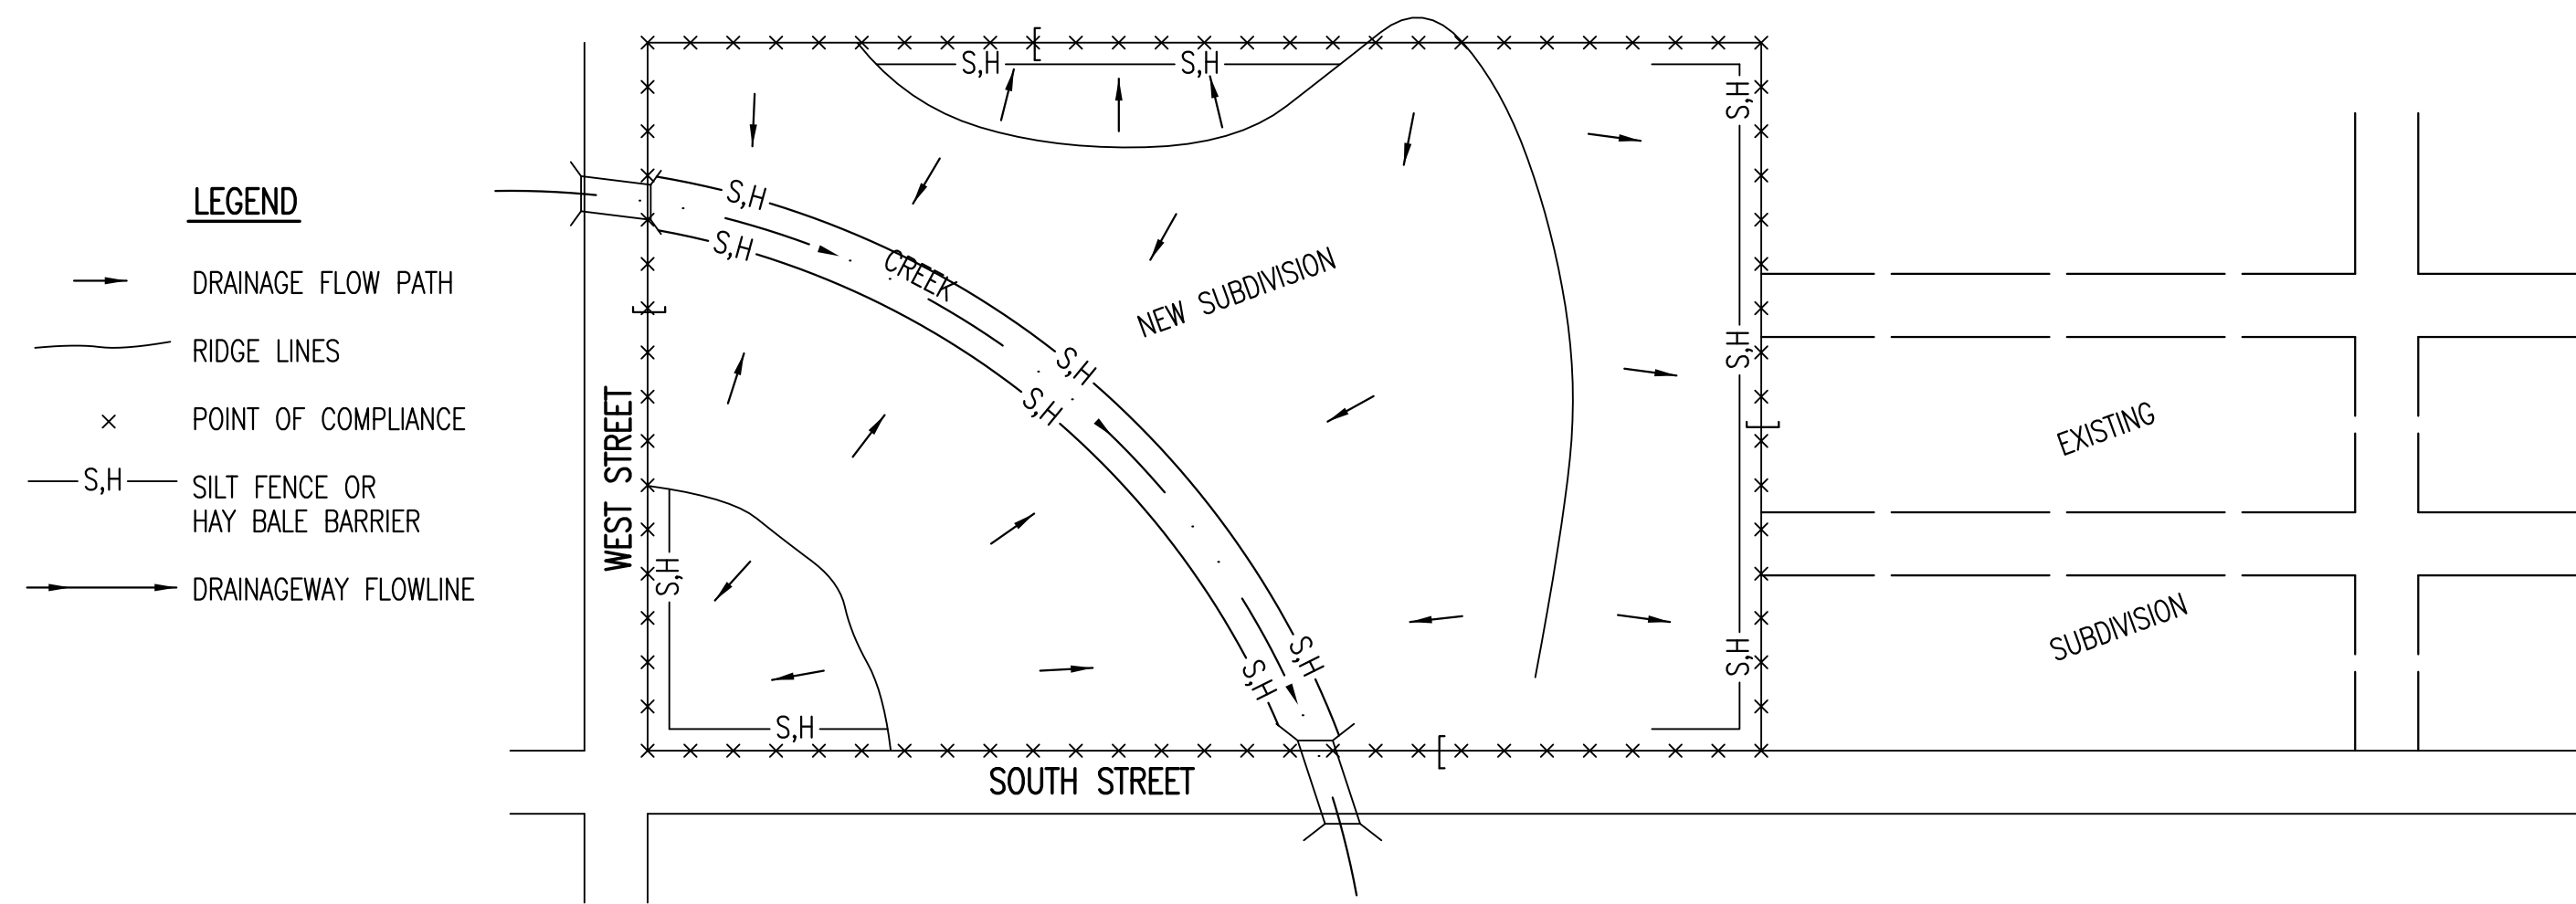 LEGEND
DRAINAGE FLOW PATH
RIDGE LINES
POINT OF COMPLIANCE
S,H
SILT FENCE OR
HAY BALE BARRIER
DRAINAGEWAY FLOWLINE
S,H
S,H
S,H
S,H
S,H
CREEK
NEW SUBDIVISION
S,H
S,H
S,H
WEST STREET
EXISTING
S,H
S,H
S,H
S,H
SUBDIVISION
S,H
SOUTH STREET